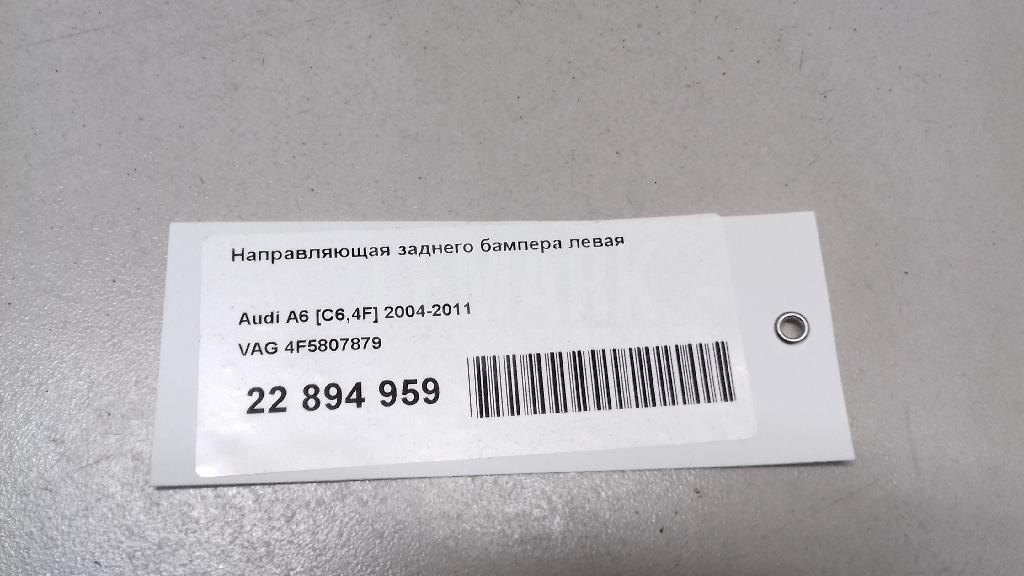 Направляющая заднего бампера левая
Audi A6 [C6,4F] 2004-2011
VAG 4F5807879
22 894 959